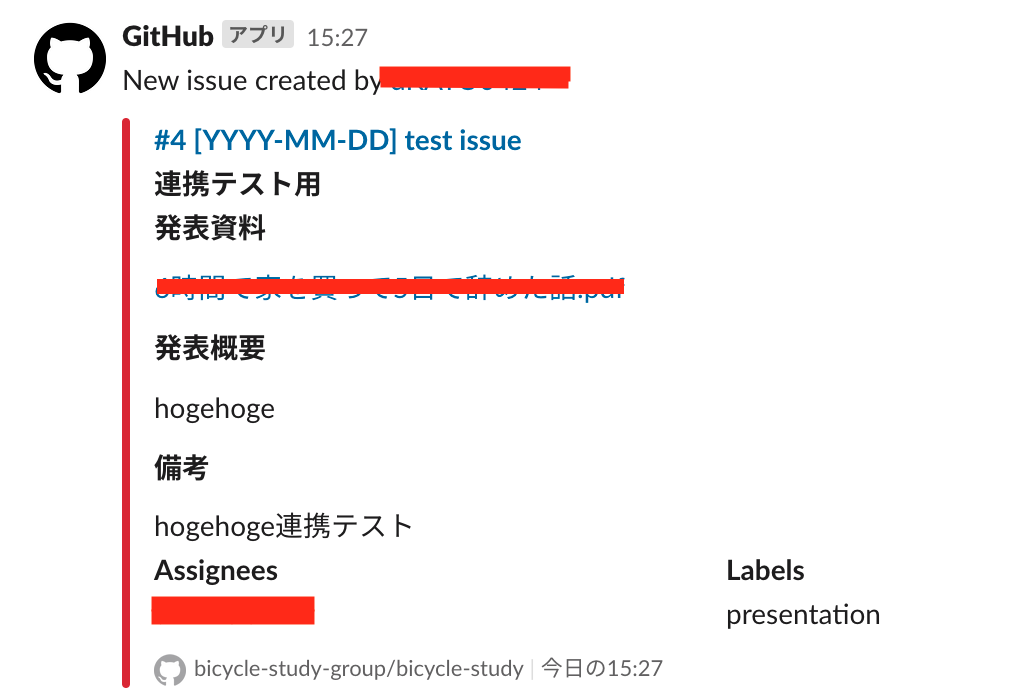 GitHub アプリ 15:27
New issue created by
#4 [YYYY-MM-DD] test issue
連携テスト用
発表資料
発表概要
hogehoge
備考
hogehoge連携テスト
Assignees Labels
presentation
bicycle-study-group/bicycle-study 今日の15:27